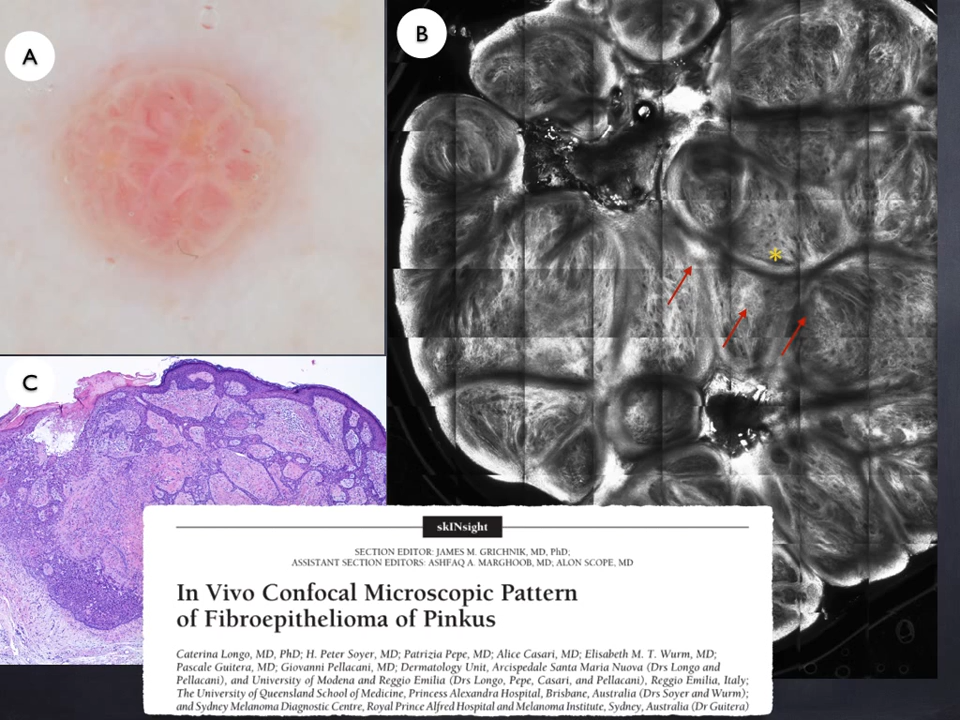 A
B
*
C
skINsight
SECTION EDITOR: JAMES M. GRICHNIK, MD, PhD;
ASSISTANT SECTION EDITORS: ASHFAQ A. MARGHOOB, MD; ALON SCOPE, MD
In Vivo Confocal Microscopic Pattern
of Fibroepithelioma of Pinkus
Caterina Longo, MD, PhD; H. Peter Soyer, MD; Patrizia Pepe, MD; Alice Casari, MD; Elisabeth M. T. Wurm, MD;
Pascale Guitera, MD; Giovanni Pellacani, MD; Dermatology Unit, Arcispedale Santa Maria Nuova (Drs Longo and
Pellacani), and University of Modena and Reggio Emilia (Drs Longo, Pepe, Casari, and Pellacani), Reggio Emilia, Italy;
The University of Queensland School of Medicine, Princess Alexandra Hospital, Brisbane, Australia (Drs Soyer and Wurm);
and Sydney Melanoma Diagnostic Centre, Royal Prince Alfred Hospital and Melanoma Institute, Sydney, Australia (Dr Guitera)